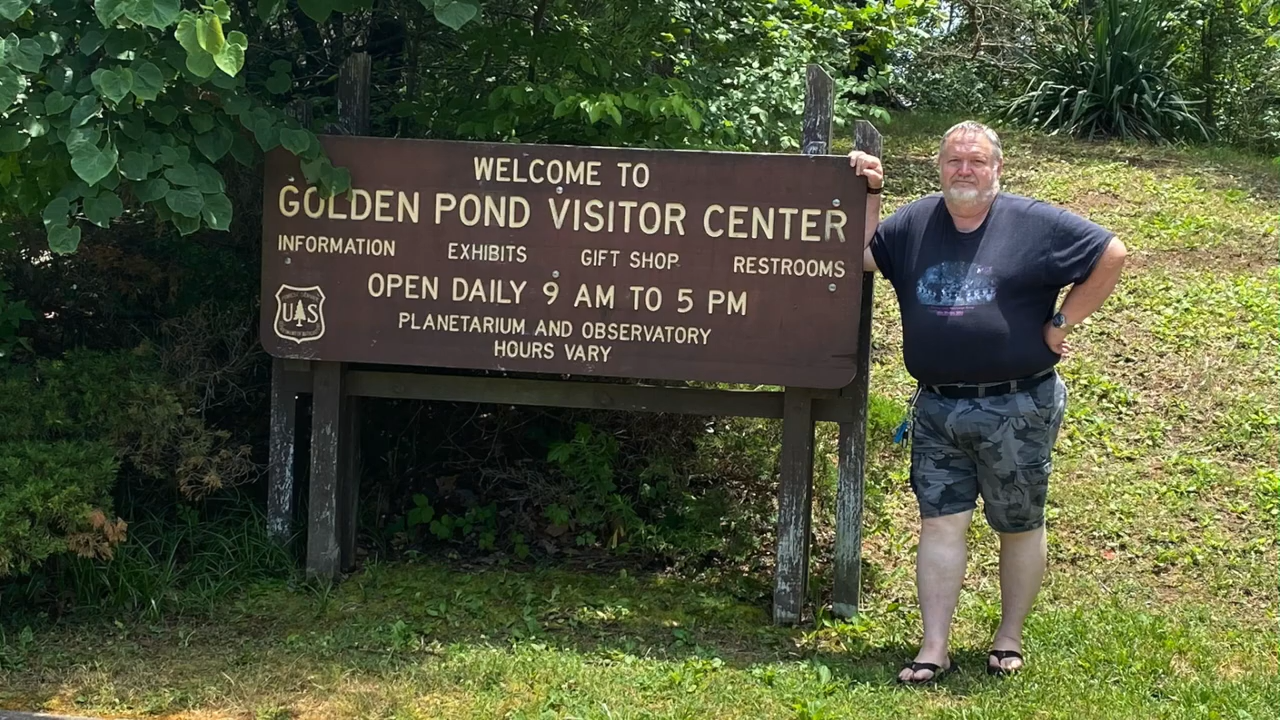 WELCOME TO
GOLDEN POND VISITOR CENTER
INFORMATION EXHIBITS GIFT SHOP RESTROOMS
OPEN DAILY 9 AM TO 5 PM
PLANETARIUM AND OBSERVATORY
HOURS VARY
U S